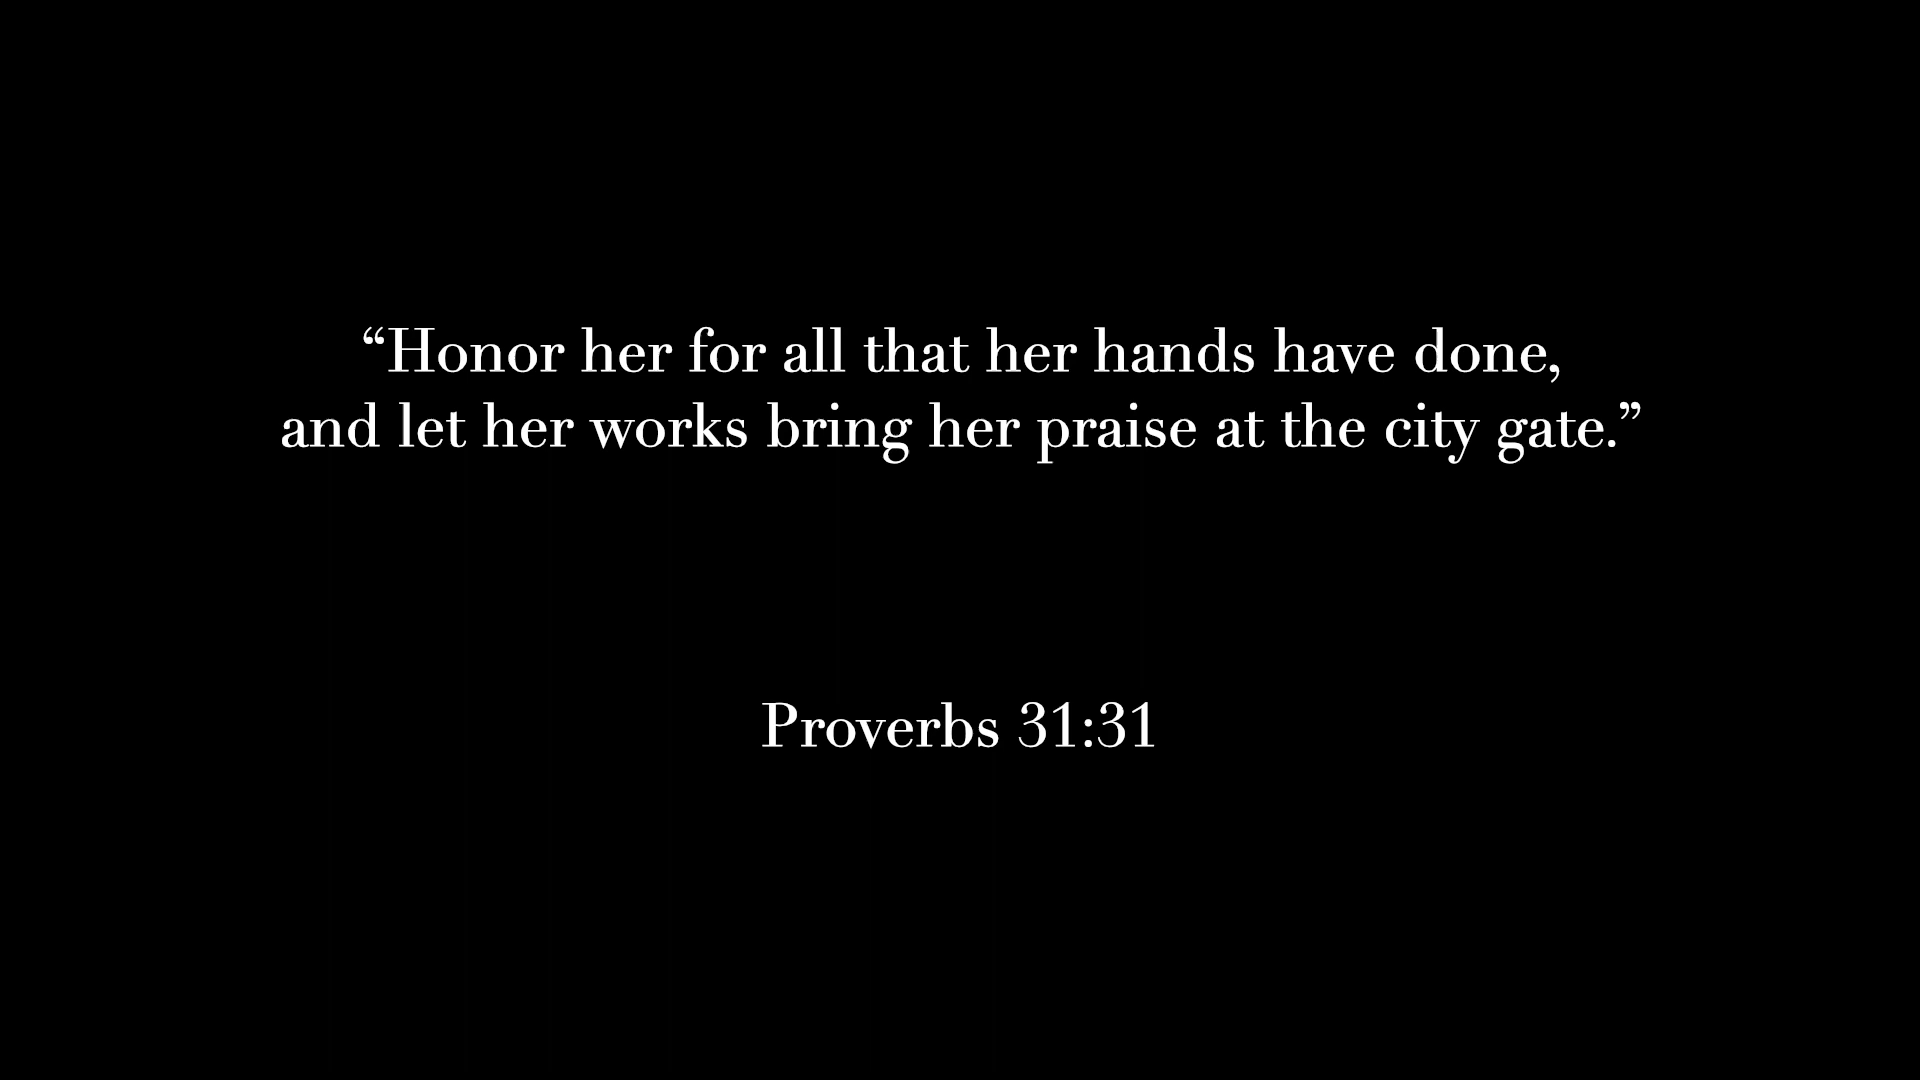 “Honor her for all that her hands have done,
and let her works bring her praise at the city gate.”
Proverbs 31:31